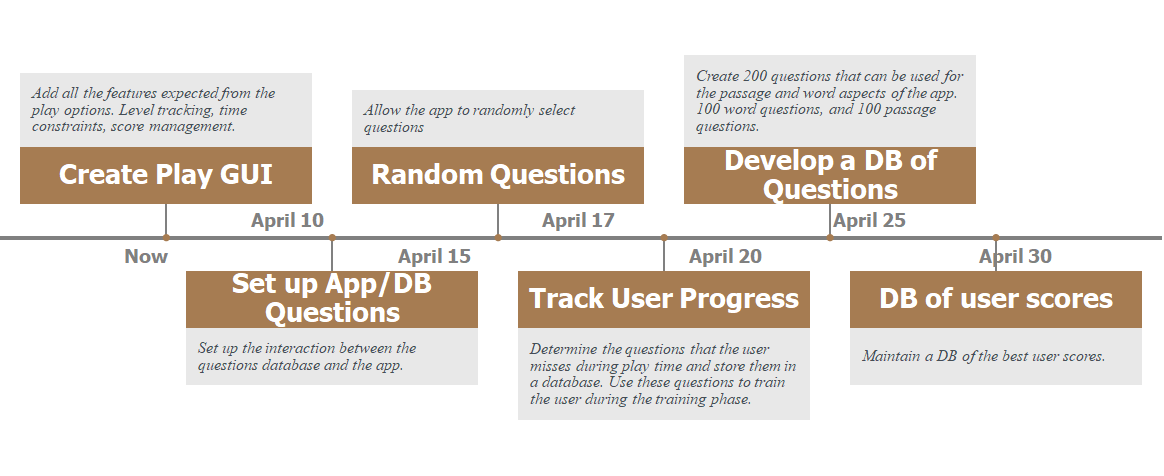 Add all the features expected from the
play options. Level tracking, time
constraints, score management.
Create Play GUI
Allow the app to randomly select
questions
Random Questions
Create 200 questions that can be used for
the passage and word aspects of the app.
100 word questions, and 100 passage
questions.
Develop a DB of
Questions
April 10
April 17
April 25
Now
April 15
April 20
April 30
Set up App/DB
Questions
Set up the interaction between the
questions database and the app.
Track User Progress
Determine the questions that the user
misses during play time and store them in
a database. Use these questions to train
the user during the training phase.
DB of user scores
Maintain a DB of the best user scores.